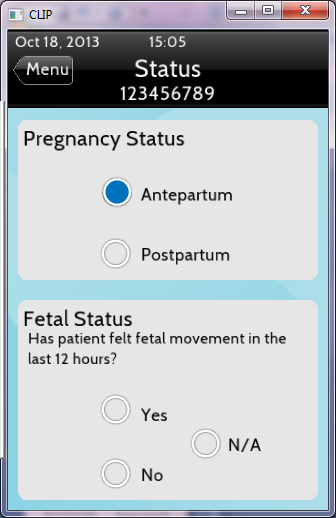 CLIP
Oct 18, 2013 15:05
Menu
Status
123456789
Pregnancy Status
Antepartum
Postpartum
Fetal Status
Has patient felt fetal movement in the
last 12 hours?
Yes
N/A
No